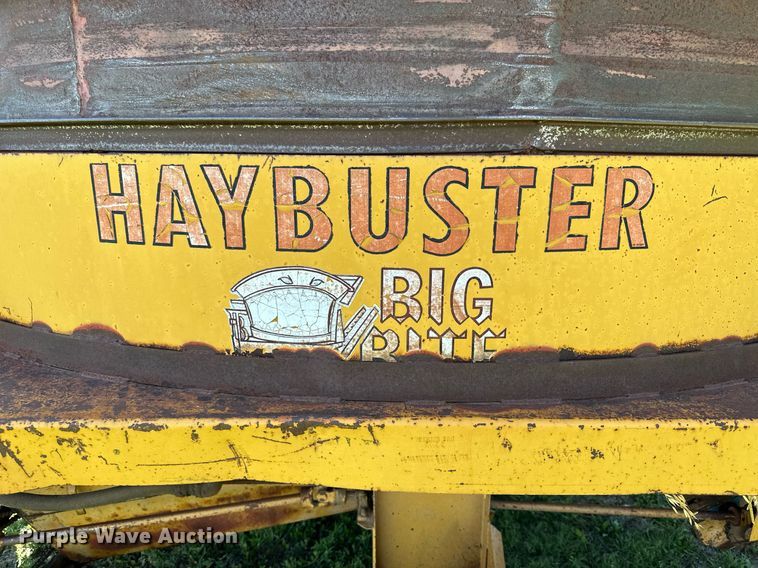 HAYBUSTER
BIG
BITE
Purple Wave Auction